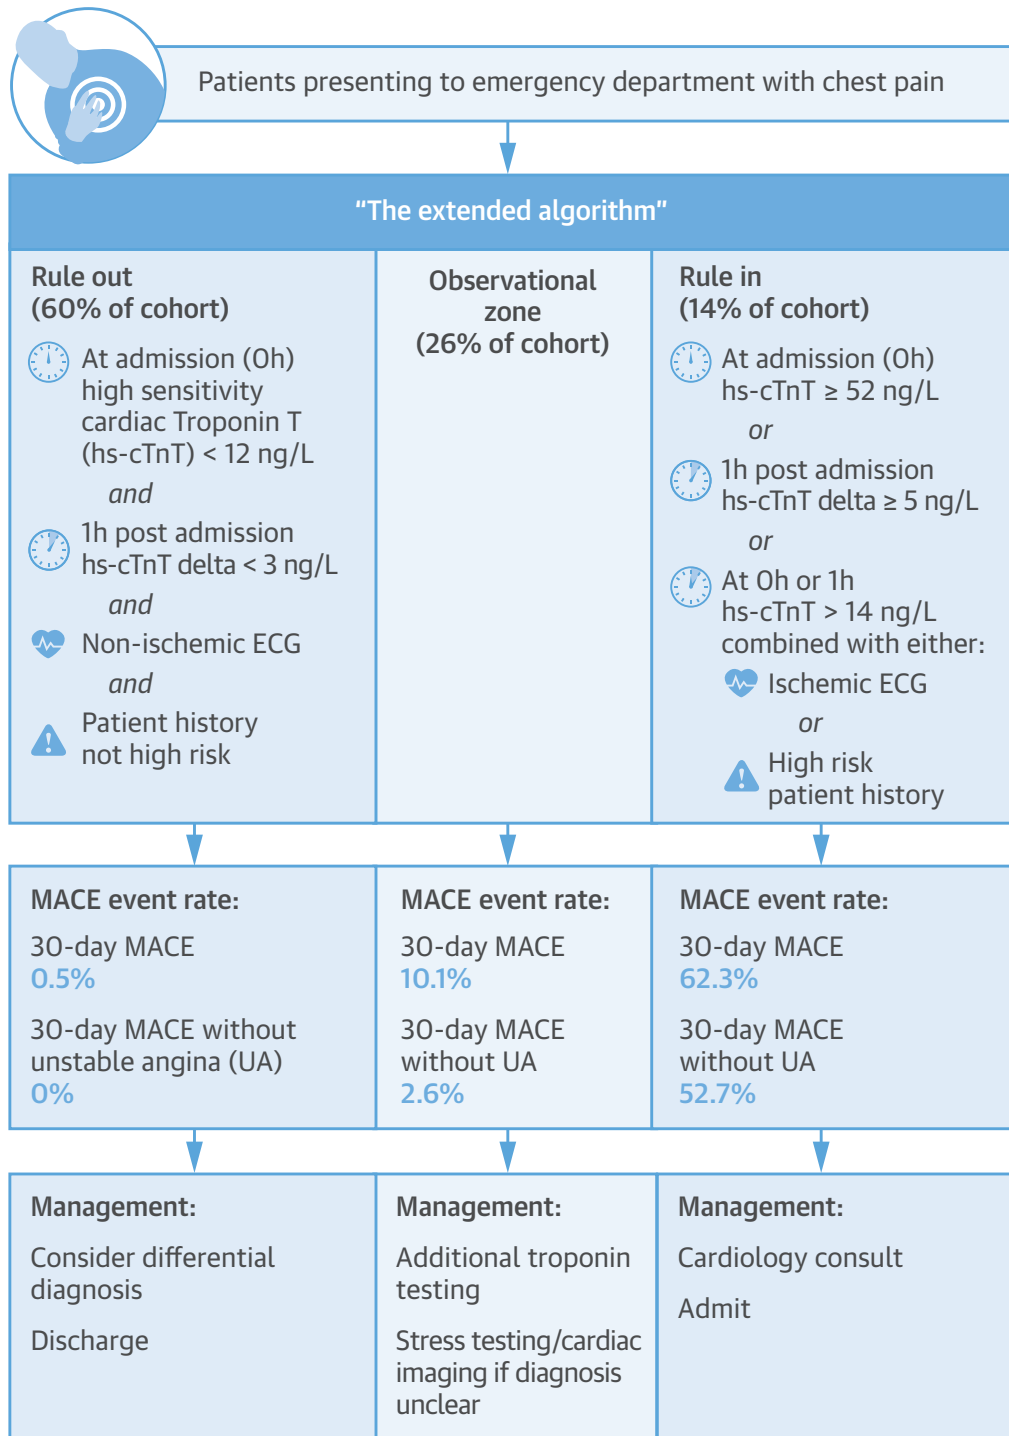 Patients presenting to emergency department with chest pain
"The extended algorithm"
Rule out
(60% of cohort)
At admission (0h)
high sensitivity
cardiac Troponin T
(hs-cTnT) < 12 ng/L
and
1h post admission
hs-cTnT delta < 3 ng/L
and
Non-ischemic ECG
and
Patient history
not high risk
Observational
zone
(26% of cohort)
Rule in
(14% of cohort)
At admission (0h)
hs-cTnT ≥ 52 ng/L
or
1h post admission
hs-cTnT delta ≥ 5 ng/L
or
At 0h or 1h
hs-cTnT > 14 ng/L
combined with either:
Ischemic ECG
or
High risk
patient history
MACE event rate:
30-day MACE
0.5%
30-day MACE without
unstable angina (UA)
0%
MACE event rate:
30-day MACE
10.1%
30-day MACE
without UA
2.6%
MACE event rate:
30-day MACE
62.3%
30-day MACE
without UA
52.7%
Management:
Consider differential
diagnosis
Discharge
Management:
Additional troponin
testing
Stress testing/cardiac
imaging if diagnosis
unclear
Management:
Cardiology consult
Admit